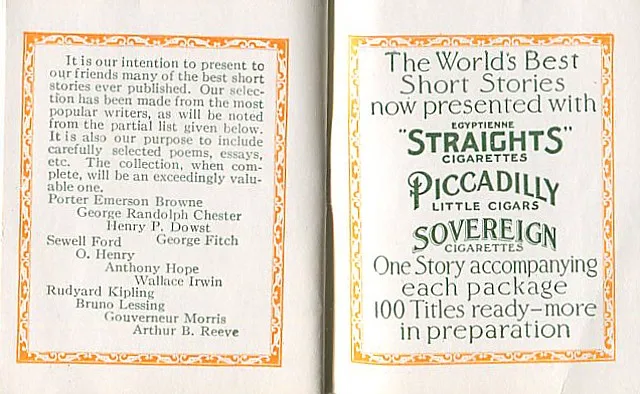 It is our intention to present to
our friends many of the best short
stories ever published. Our selec-
tion has been made from the most
popular writers, as will be noted
from the partial list given below.
It is also our purpose to include
carefully selected poems, essays,
etc. The collection, when com-
plete, will be an exceedingly valu-
able one.
Porter Emerson Browne
George Randolph Chester
Henry P. Dowst
Sewell Ford George Fitch
O. Henry
Anthony Hope
Wallace Irwin
Rudyard Kipling
Bruno Lessing
Gouverneur Morris
Arthur B. Reeve
The World's Best
Short Stories
now presented with
EGYPTIENNE
"STRAIGHTS"
CIGARETTES
PICCADILLY
LITTLE CIGARS
SOVEREIGN
CIGARETTES
One Story accompanying
each package
100 Titles ready—more
in preparation